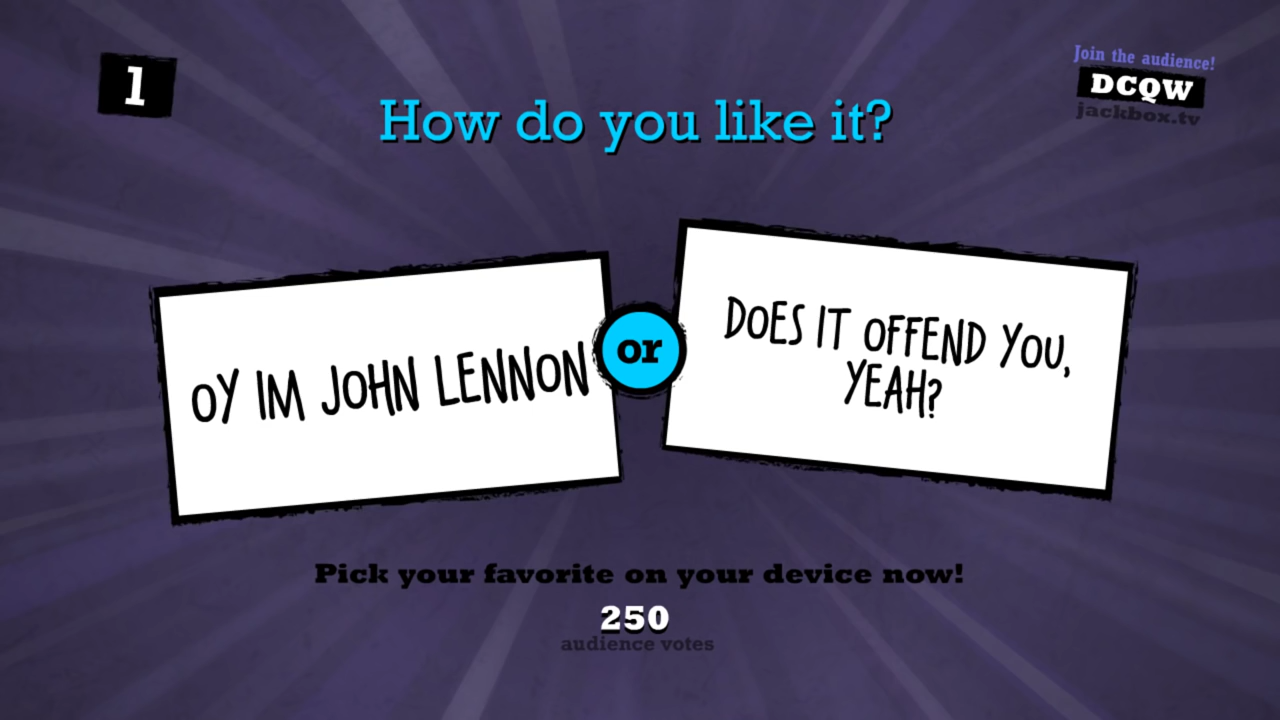 1
Join the audience!
DCQW
jackbox.tv
How do you like it?
OY IM JOHN LENNON
or
DOES IT OFFEND YOU,
YEAH?
Pick your favorite on your device now!
250
audience votes